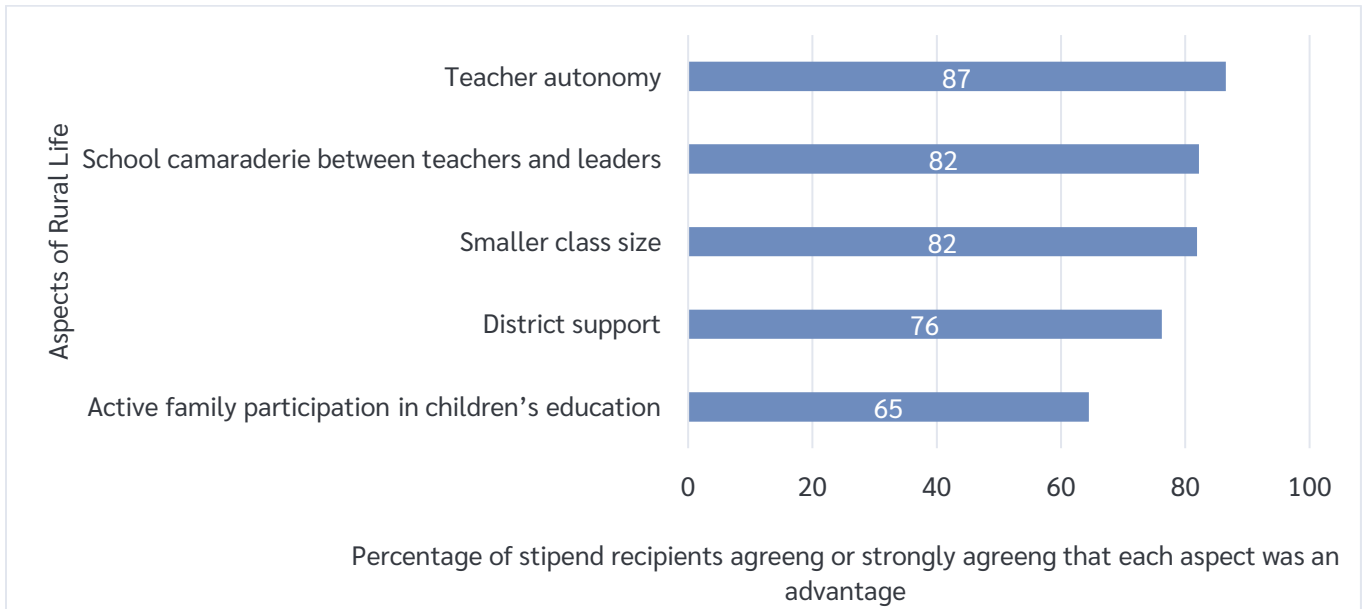 Aspects of Rural Life
Teacher autonomy
87
School camaraderie between teachers and leaders
82
Smaller class size
82
District support
76
Active family participation in children’s education
65
0 20 40 60 80 100
Percentage of stipend recipients agreeng or strongly agreeng that each aspect was an
advantage